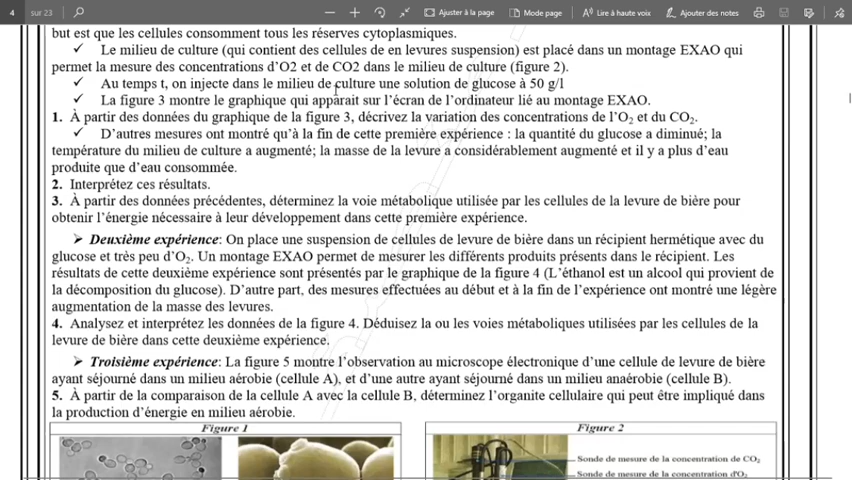 4 sur 23 Ajuster à la page Mode page Lire à haute voix Ajouter des notes
but est que les cellules consomment tous les réserves cytoplasmiques.
✓ Le milieu de culture (qui contient des cellules de en levures suspension) est placé dans un montage EXAO qui
permet la mesure des concentrations d'O2 et de CO2 dans le milieu de culture (figure 2).
✓ Au temps t, on injecte dans le milieu de culture une solution de glucose à 50 g/l
✓ La figure 3 montre le graphique qui apparait sur l'écran de l'ordinateur lié au montage EXAO.
1. À partir des données du graphique de la figure 3, décrivez la variation des concentrations de l'O₂ et du CO₂.
✓ D'autres mesures ont montré qu'à la fin de cette première expérience : la quantité du glucose a diminué; la
température du milieu de culture a augmenté; la masse de la levure a considérablement augmenté et il y a plus d'eau
produite que d'eau consommée.
2. Interprétez ces résultats.
3. À partir des données précédentes, déterminez la voie métabolique utilisée par les cellules de la levure de bière pour
obtenir l'énergie nécessaire à leur développement dans cette première expérience.
➤ Deuxième expérience: On place une suspension de cellules de levure de bière dans un récipient hermétique avec du
glucose et très peu d'O₂. Un montage EXAO permet de mesurer les différents produits présents dans le récipient. Les
résultats de cette deuxième expérience sont présentés par le graphique de la figure 4 (L'éthanol est un alcool qui provient de
la décomposition du glucose). D'autre part, des mesures effectuées au début et à la fin de l'expérience ont montré une légère
augmentation de la masse des levures.
4. Analysez et interprétez les données de la figure 4. Déduisez la ou les voies métaboliques utilisées par les cellules de la
levure de bière dans cette deuxième expérience.
➤ Troisième expérience: La figure 5 montre l'observation au microscope électronique d'une cellule de levure de bière
ayant séjourné dans un milieu aérobie (cellule A), et d'une autre ayant séjourné dans un milieu anaérobie (cellule B).
5. À partir de la comparaison de la cellule A avec la cellule B, déterminez l'organite cellulaire qui peut être impliqué dans
la production d'énergie en milieu aérobie.
Figure 1
Figure 2
Sonde de mesure de la concentration de CO₂
Sonde de mesure de la concentration d'O₂